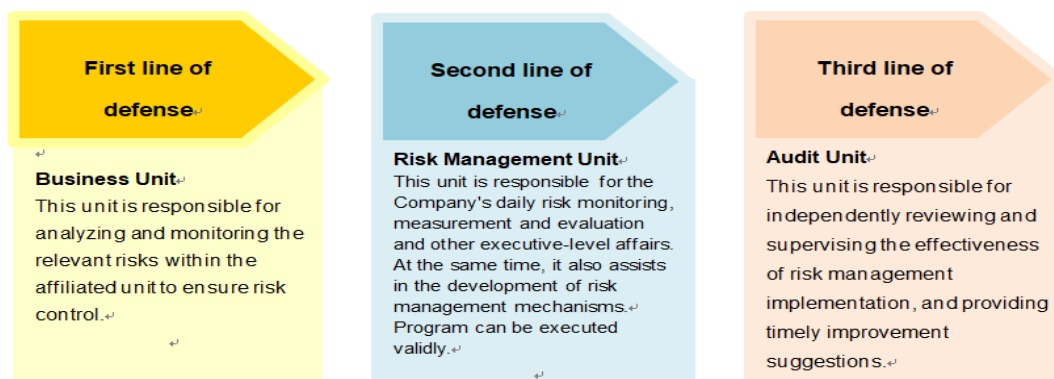 First line of
defense
Business Unit
This unit is responsible for
analyzing and monitoring the
relevant risks within the
affiliated unit to ensure risk
control.
Second line of
defense
Risk Management Unit
This unit is responsible for the
Company's daily risk monitoring,
measurement and evaluation
and other executive-level affairs.
At the same time, it also assists
in the development of risk
management mechanisms.
Program can be executed
validly.
Third line of
defense
Audit Unit
This unit is responsible for
independently reviewing and
supervising the effectiveness
of risk management
implementation, and providing
timely improvement
suggestions.